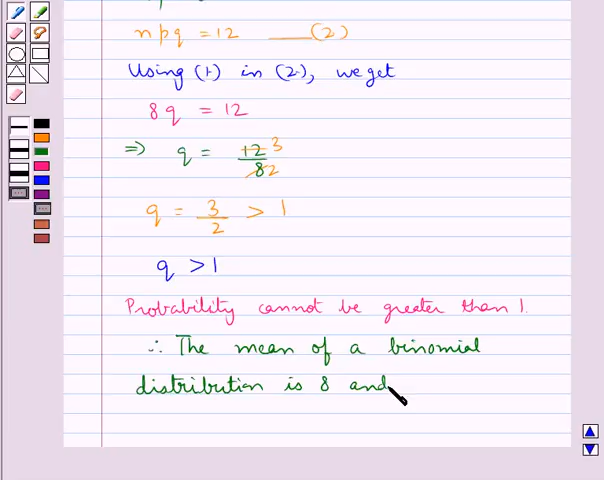 npq = 12 ___(2)
Using (1) in (2), we get
8q = 12
⇒ q = 12/8 3 2
q = 3/2 > 1
q > 1
Probability cannot be greater than 1.
∴ The mean of a binomial
distribution is 8 and